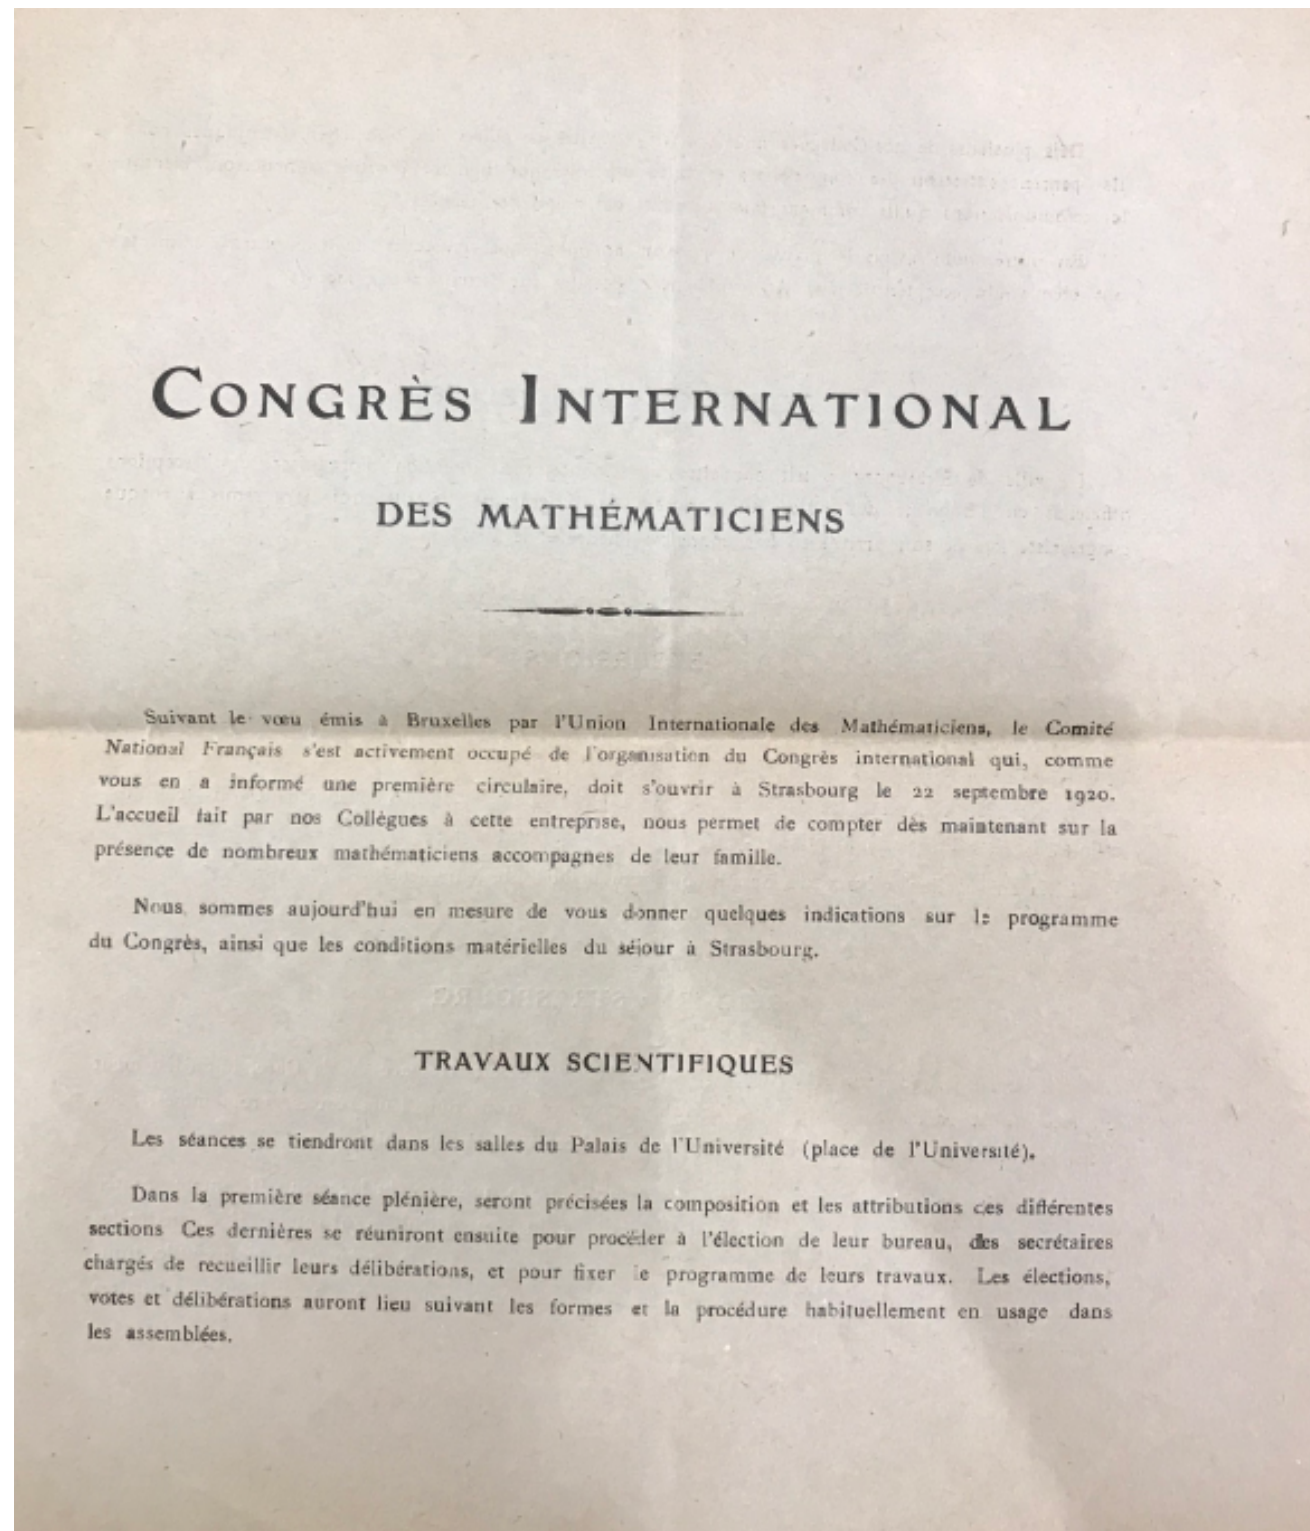 CONGRÈS INTERNATIONAL
DES MATHÉMATICIENS
Suivant le vœu émis à Bruxelles par l'Union Internationale des Mathématiciens, le Comité
National Français s'est activement occupé de l'organisation du Congrès international qui, comme
vous en a informé une première circulaire, doit s'ouvrir à Strasbourg le 22 septembre 1920.
L'accueil fait par nos Collègues à cette entreprise, nous permet de compter dès maintenant sur la
présence de nombreux mathématiciens accompagnes de leur famille.
Nous sommes aujourd'hui en mesure de vous donner quelques indications sur le programme
du Congrès, ainsi que les conditions matérielles du séjour à Strasbourg.
TRAVAUX SCIENTIFIQUES
Les séances se tiendront dans les salles du Palais de l'Université (place de l'Université).
Dans la première séance plénière, seront précisées la composition et les attributions des différentes
sections Ces dernières se réuniront ensuite pour procéder à l'élection de leur bureau, des secrétaires
chargés de recueillir leurs délibérations, et pour fixer le programme de leurs travaux. Les élections,
votes et délibérations auront lieu suivant les formes et la procédure habituellement en usage dans
les assemblées.